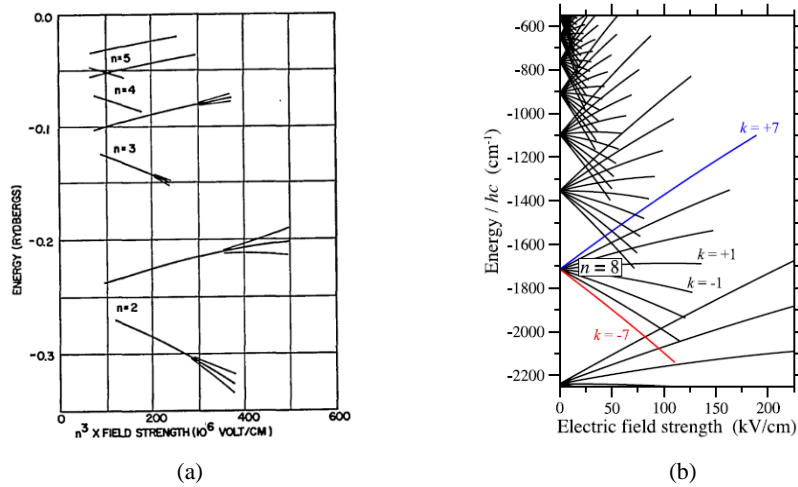 0.0
n=5
n=4
-0.1
n=3
-0.2
n=2
-0.3
0
200
400
600
ENERGY (RYDBERGS)
n³ X FIELD STRENGTH (10⁶ VOLT/CM)
(a)
b)
-600
-800
-1000
-1200
-1400
-1600
-1800
-2000
-2200
Energy / hc (cm⁻¹)
k = +7
n = 8
k = +1
k = -1
k = -7
0
50
100
150
200
Electric field strength (kV/cm)
(b)